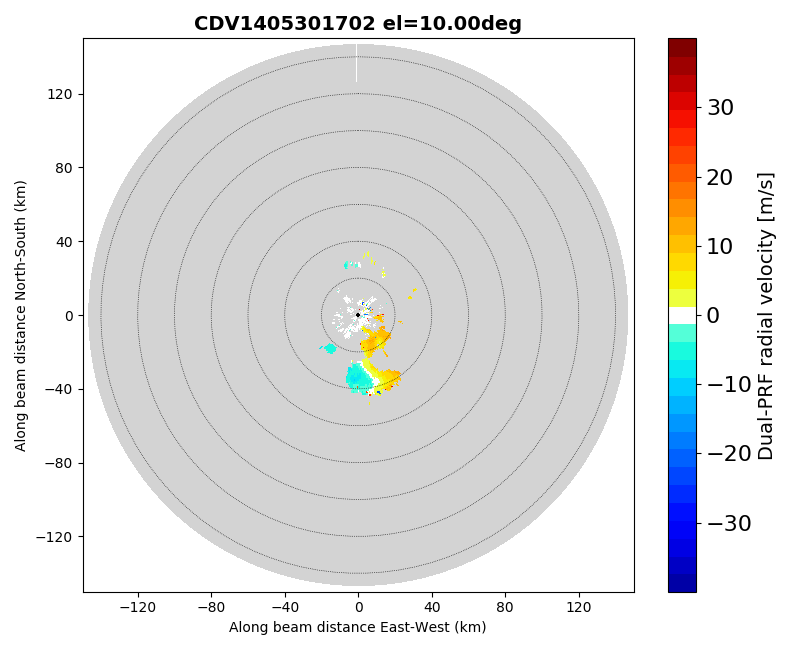 CDV1405301702 el=10.00deg
Along beam distance North-South (km)
120
80
40
0
−40
−80
−120
−120 −80 −40 0 40 80 120
Along beam distance East-West (km)
30
20
10
0
−10
−20
−30
Dual-PRF radial velocity [m/s]